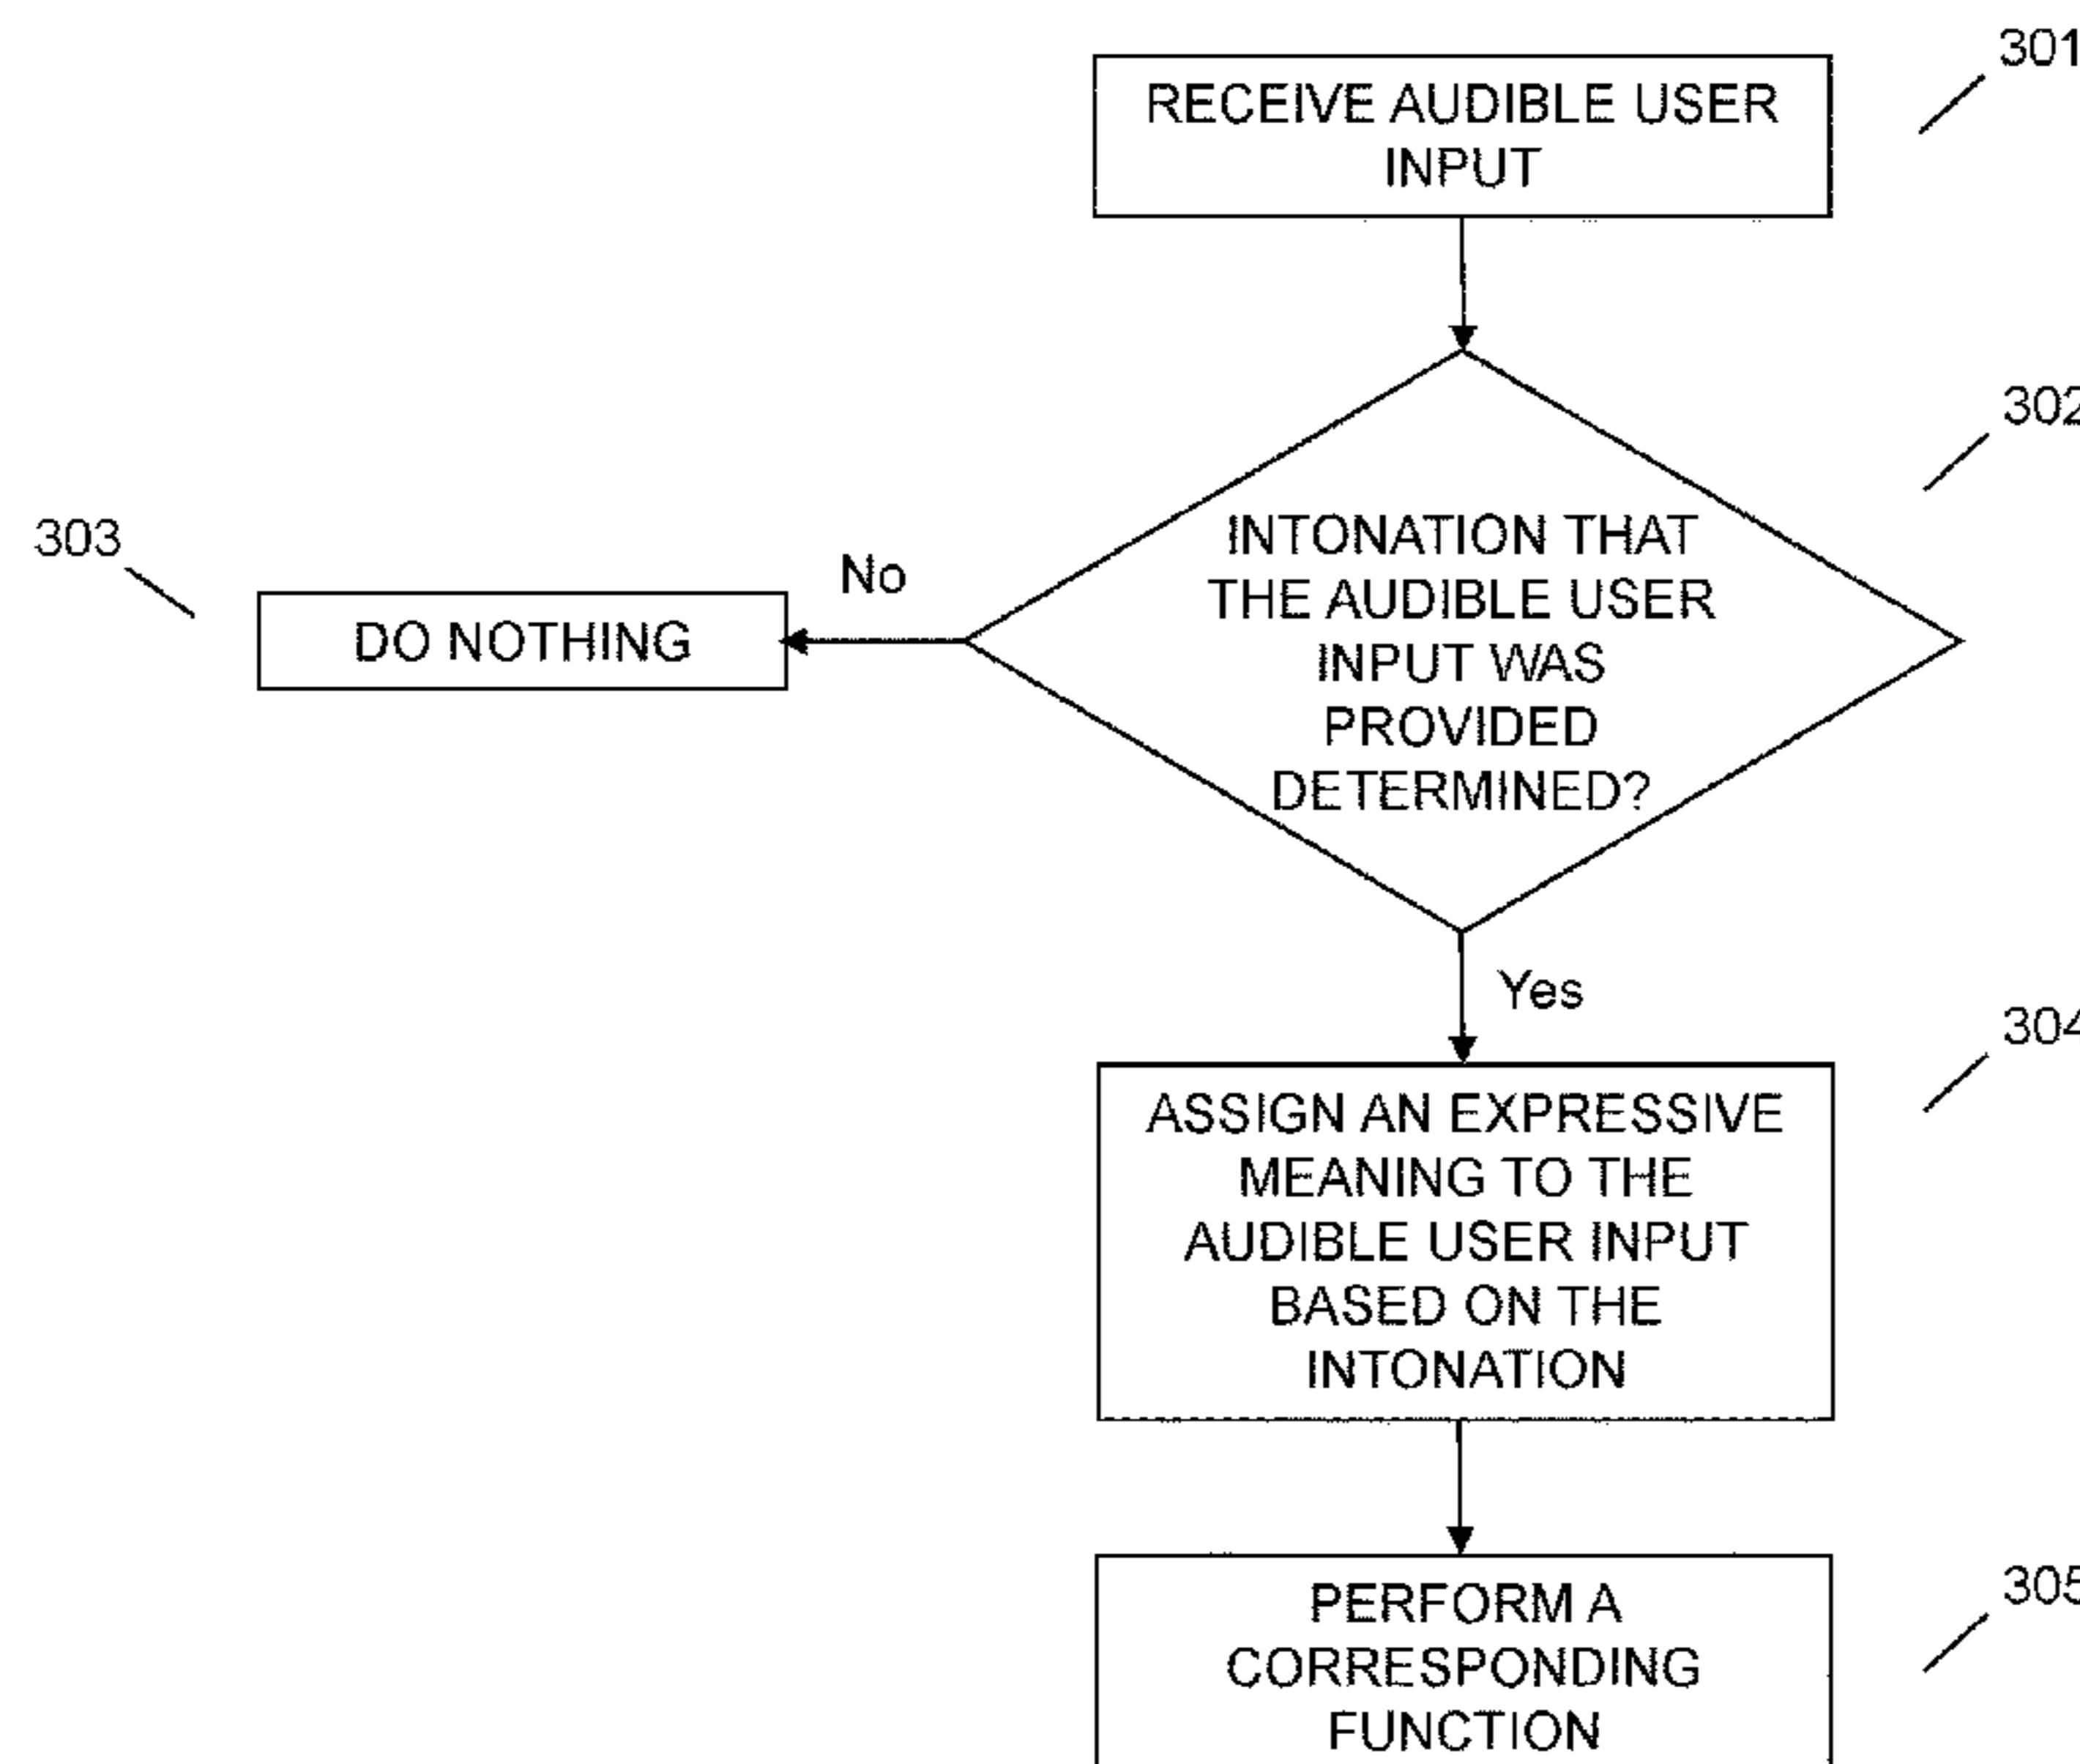 301
RECEIVE AUDIBLE USER
INPUT
302
INTONATION THAT
THE AUDIBLE USER
INPUT WAS
PROVIDED
DETERMINED?
303
No
DO NOTHING
Yes
304
ASSIGN AN EXPRESSIVE
MEANING TO THE
AUDIBLE USER INPUT
BASED ON THE
INTONATION
305
PERFORM A
CORRESPONDING
FUNCTION